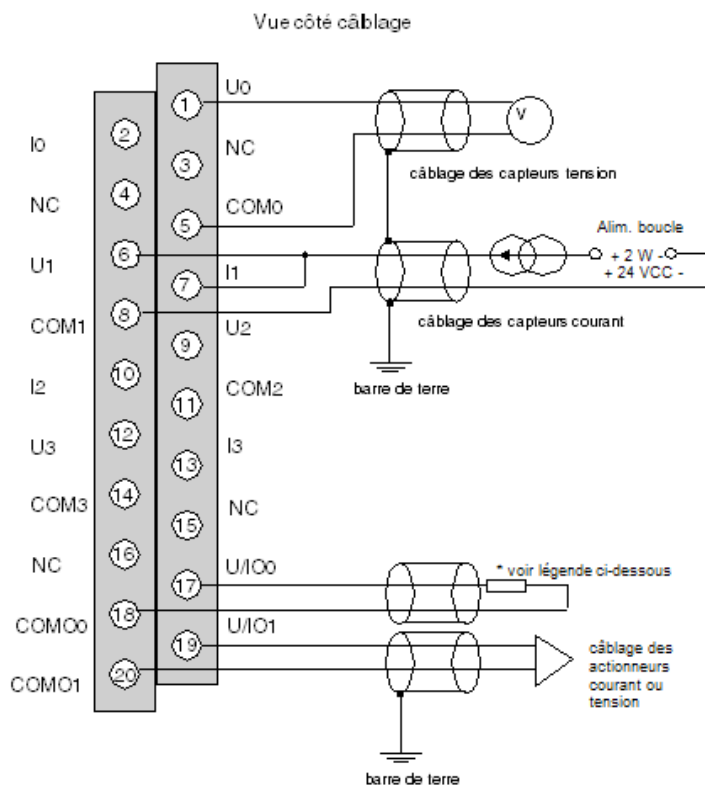 Vue côté câblage
U0
1
2
I0
NC
3
câblage des capteurs tension
V
4
NC
COM0
5
Alim. boucle
6
+ 2 W -
U1
I1
+ 24 VCC -
7
8
U2
câblage des capteurs courant
COM1
9
10
COM2
barre de terre
I2
11
12
U3
I3
13
14
COM3
NC
15
16
NC
U/IO0
* voir légende ci-dessous
17
18
COMO0
U/IO1
19
câblage des
actionneurs
courant ou
tension
20
COMO1
barre de terre